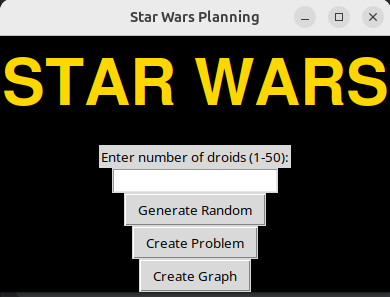 Star Wars Planning
STAR WARS
Enter number of droids (1-50):
Generate Random
Create Problem
Create Graph